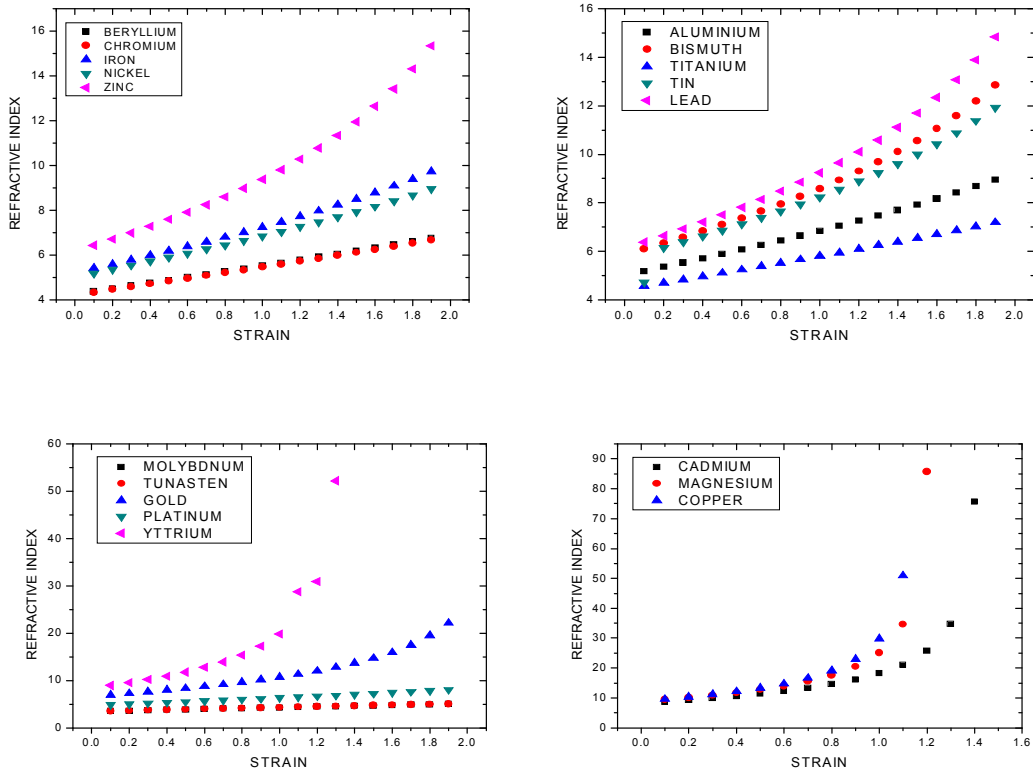 16
14
12
10
8
6
4
REFRACTIVE INDEX
BERYLLIUM
CHROMIUM
IRON
NICKEL
ZINC
0.0 0.2 0.4 0.6 0.8 1.0 1.2 1.4 1.6 1.8 2.0
STRAIN
16
14
12
10
8
6
4
REFRACTIVE INDEX
ALUMINIUM
BISMUTH
TITANIUM
TIN
LEAD
0.0 0.2 0.4 0.6 0.8 1.0 1.2 1.4 1.6 1.8 2.0
STRAIN
60
50
40
30
20
10
0
REFRACTIVE INDEX
MOLYBDNUM
TUNASTEN
GOLD
PLATINUM
YTTRIUM
0.0 0.2 0.4 0.6 0.8 1.0 1.2 1.4 1.6 1.8 2.0
STRAIN
90
80
70
60
50
40
30
20
10
0
REFRACTIVE INDEX
CADMIUM
MAGNESIUM
COPPER
0.0 0.2 0.4 0.6 0.8 1.0 1.2 1.4 1.6
STRAIN